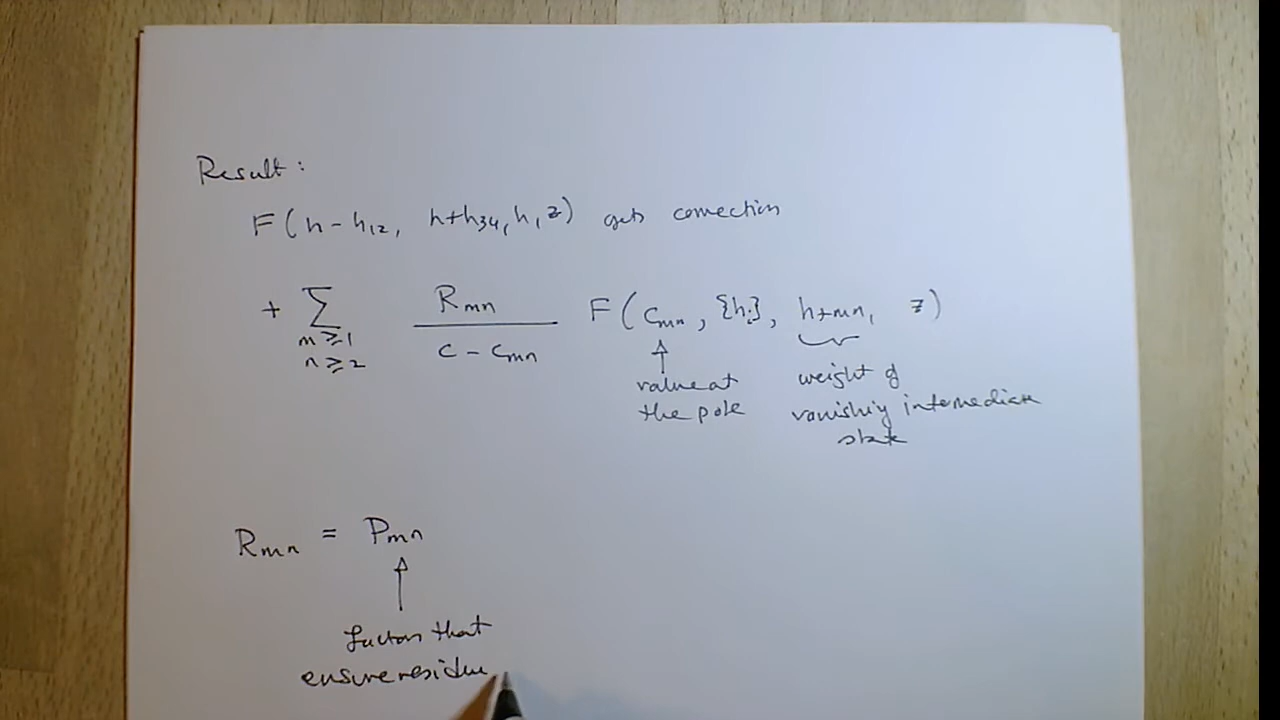 Result:
F(h - h₁₂, h+h₃₄, h, z) gets correction
+ ∑ Rmn F(cmn, {hi}, h+mn, z)
m ≥ 1 c - cmn
n ≥ 2
↑
value at weight of
the pole vanishing intermediate
state
Rmn = Pmn
↑
factors that
ensure residue